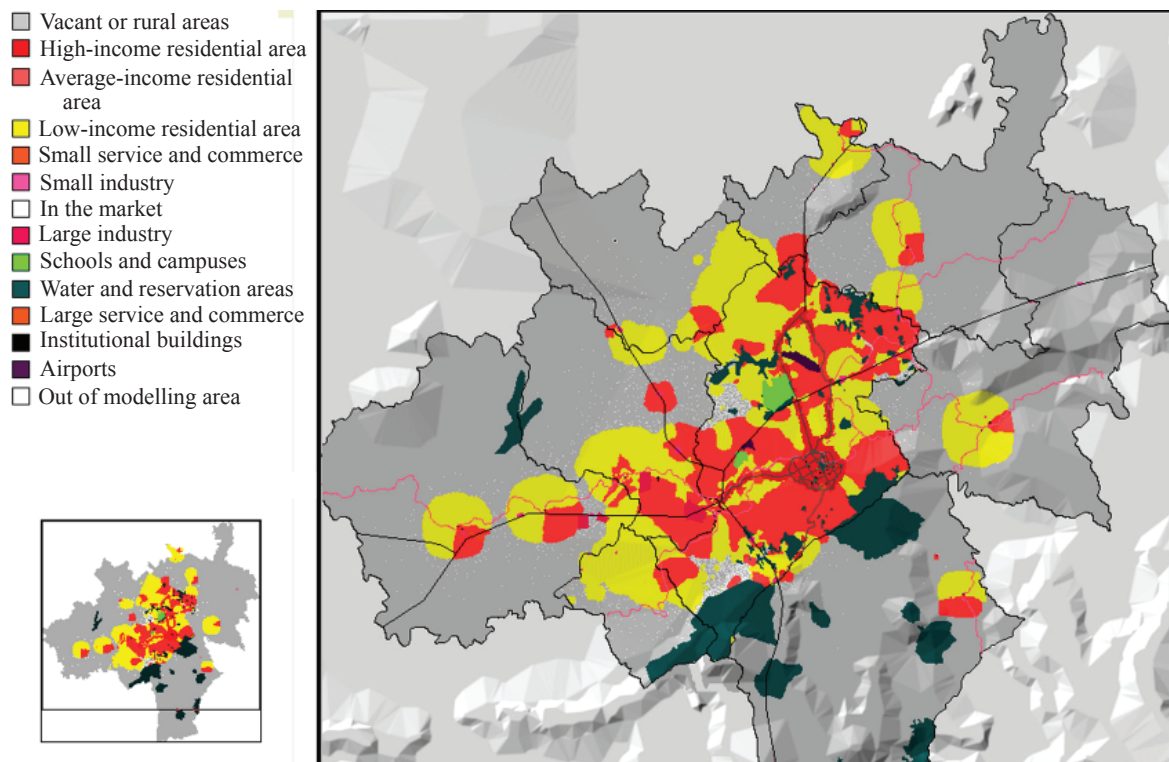 Vacant or rural areas
High-income residential area
Average-income residential
area
Low-income residential area
Small service and commerce
Small industry
In the market
Large industry
Schools and campuses
Water and reservation areas
Large service and commerce
Institutional buildings
Airports
Out of modelling area